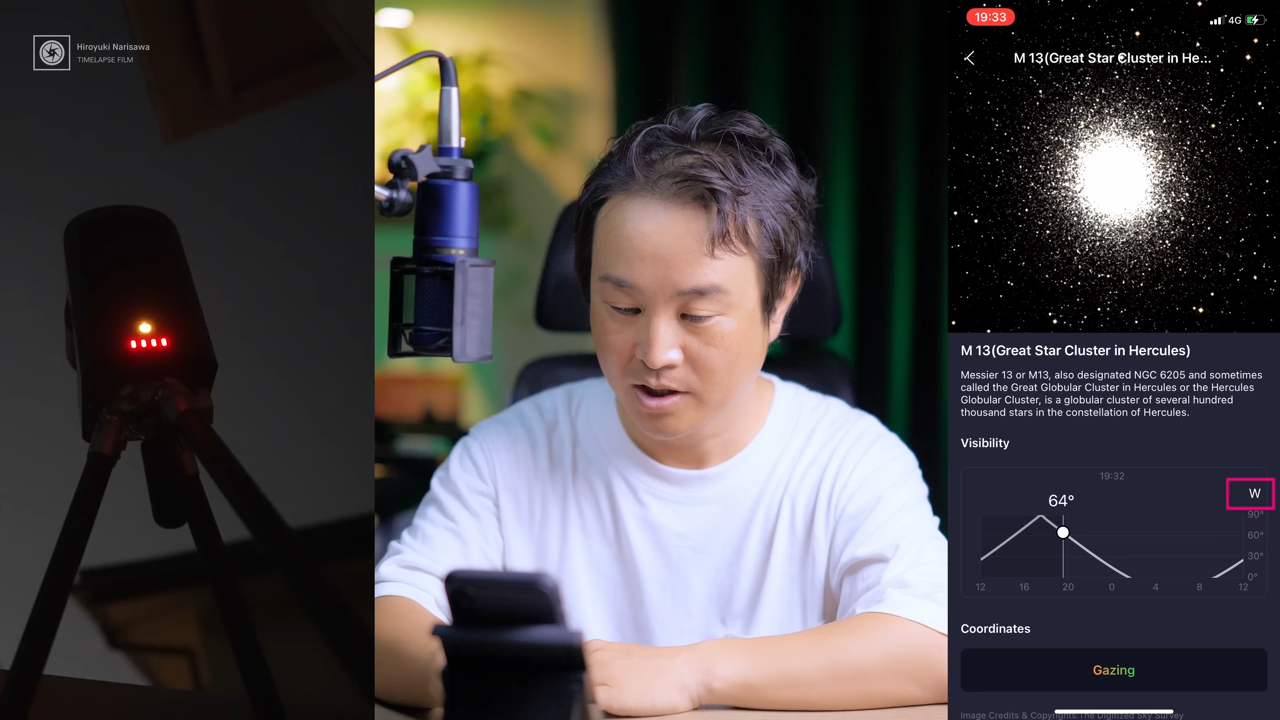 Hiroyuki Narisawa
TIMELAPSE FILM
19:33
4G
M 13(Great Star Cluster in He...
M 13(Great Star Cluster in Hercules)
Messier 13 or M13, also designated NGC 6205 and sometimes
called the Great Globular Cluster in Hercules or the Hercules
Globular Cluster, is a globular cluster of several hundred
thousand stars in the constellation of Hercules.
Visibility
19:32
W
64°
90°
60°
30°
0°
12 16 20 0 4 8 12
Coordinates
Gazing
Image Credits & Copyrights:The Digitized Sky Survey